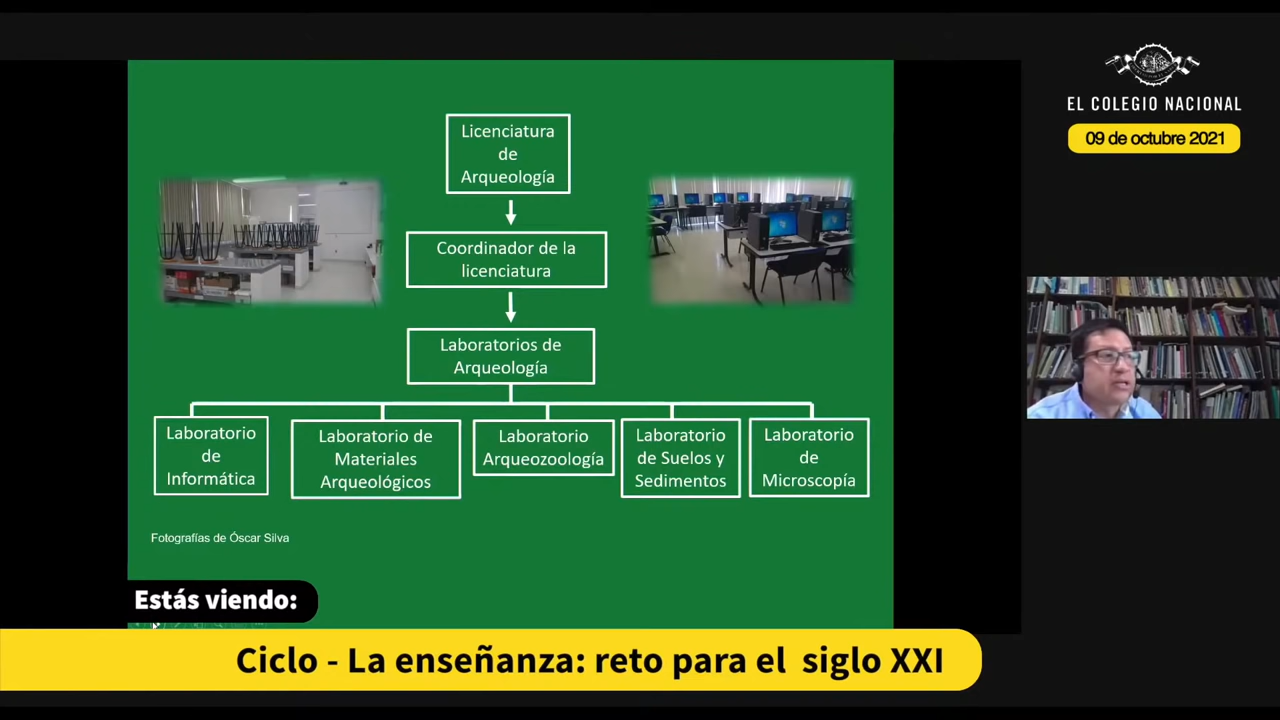 EL COLEGIO NACIONAL
09 de octubre 2021
Licenciatura
de
Arqueología
Coordinador de la
licenciatura
Laboratorios de
Arqueología
Laboratorio
de
Informática
Laboratorio de
Materiales
Arqueológicos
Laboratorio
Arqueozoología
Laboratorio
de Suelos y
Sedimentos
Laboratorio
de
Microscopía
Fotografías de Óscar Silva
Estás viendo:
Ciclo - La enseñanza: reto para el siglo XXI